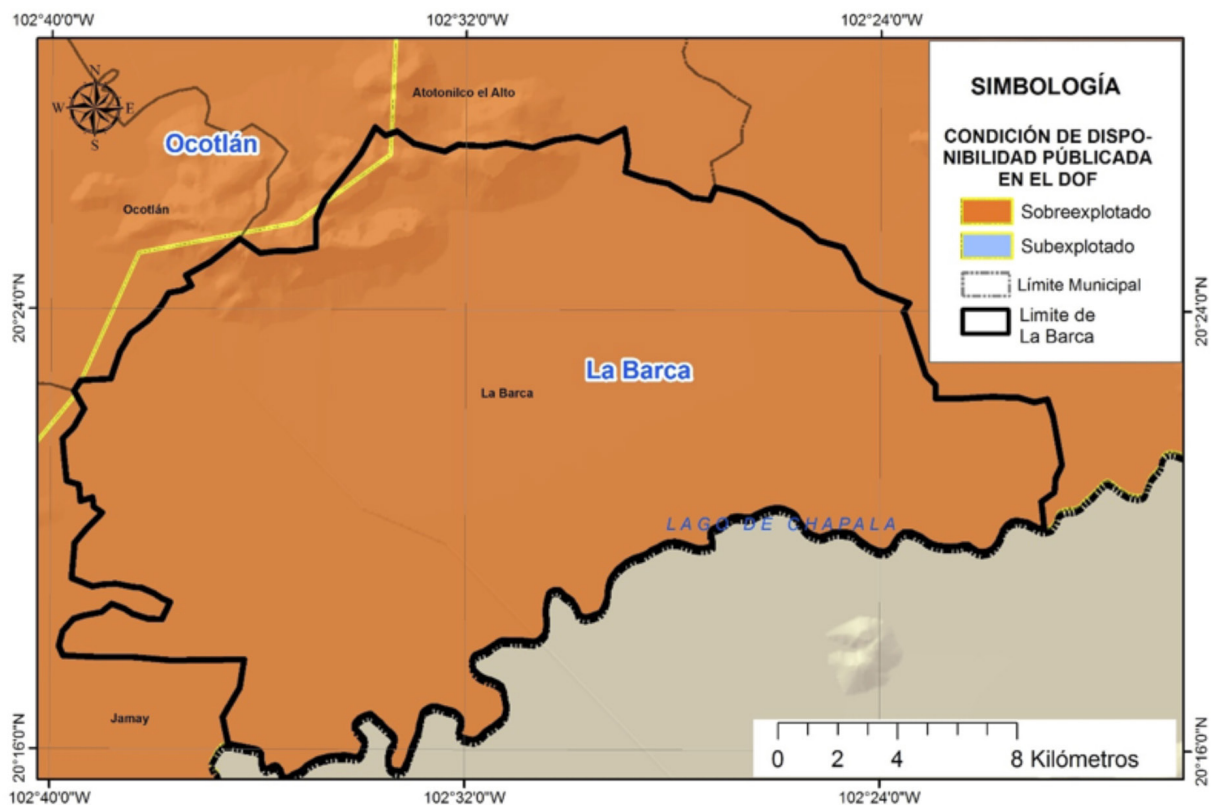 102°40'0"W
102°32'0"W
102°24'0"W
N
W
E
S
Atotonilco el Alto
Ocotlán
Ocotlán
20°24'0"N
20°24'0"N
La Barca
La Barca
LAGO DE CHAPALA
Jamay
20°16'0"N
20°16'0"N
SIMBOLOGÍA
CONDICIÓN DE DISPO-
NIBILIDAD PÚBLICADA
EN EL DOF
Sobreexplotado
Subexplotado
Límite Municipal
Limite de
La Barca
0 2 4 8 Kilómetros
102°40'0"W
102°32'0"W
102°24'0"W